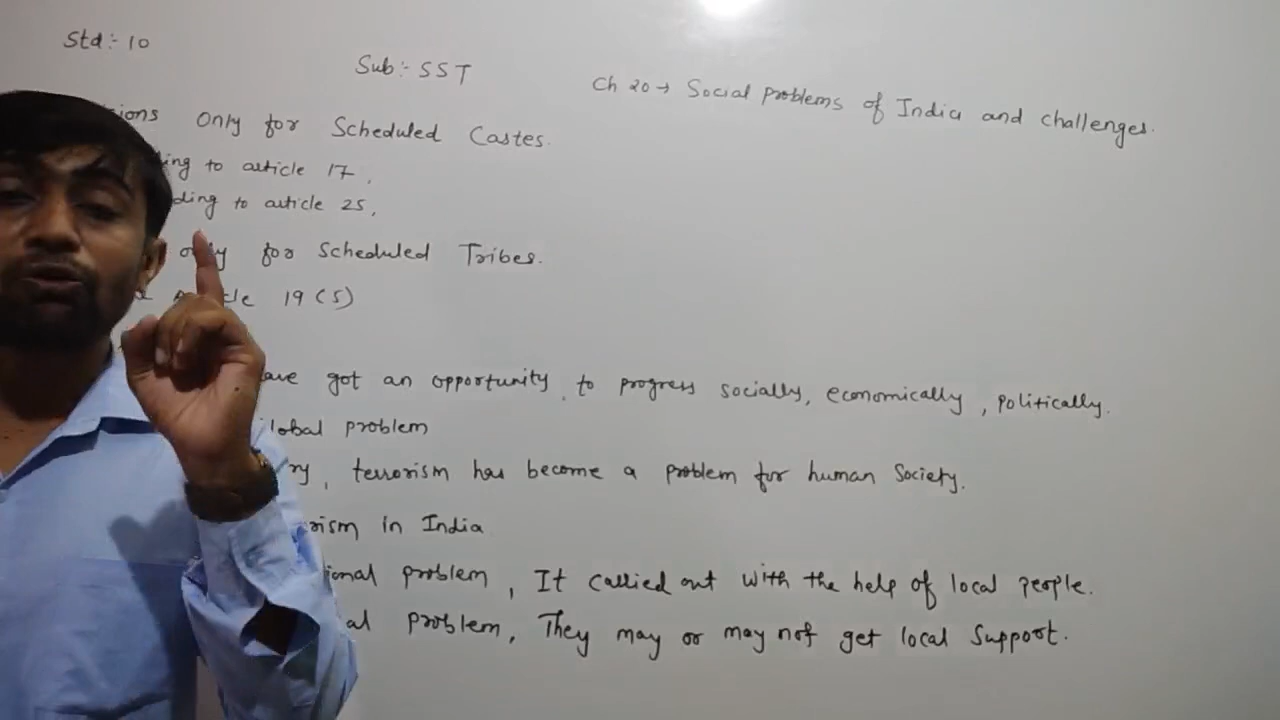 Std:- 10
Sub:- SST
Ch 20 → Social problems of India and challenges.
Only for Scheduled Castes.
to article 17,
to article 25,
only for Scheduled Tribes.
19 (5)
got an opportunity to progress socially, economically, politically.
problem
terrorism has become a problem for human Society.
in India
problem, It callied out with the help of local people.
problem, They may or may not get local support.